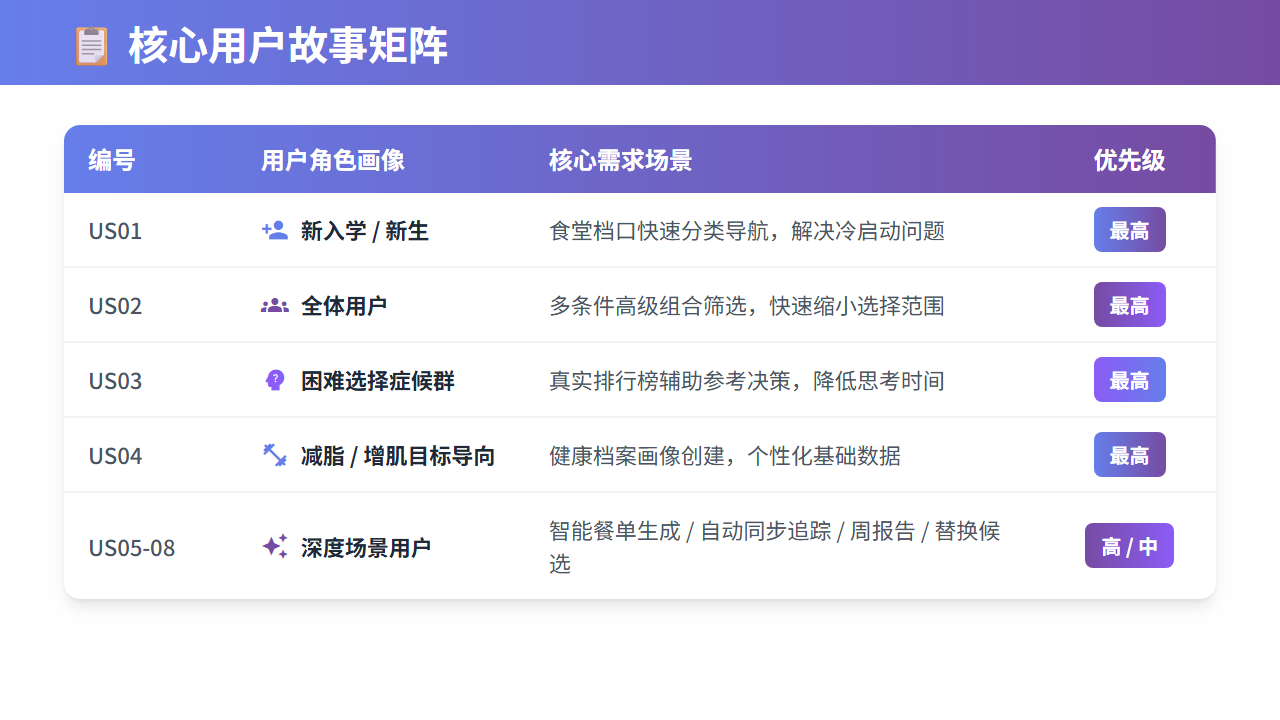 核心用户故事矩阵
编号 用户角色画像 核心需求场景 优先级
US01 新入学 / 新生 食堂档口快速分类导航，解决冷启动问题 最高
US02 全体用户 多条件高级组合筛选，快速缩小选择范围 最高
US03 困难选择症候群 真实排行榜辅助参考决策，降低思考时间 最高
US04 减脂 / 增肌目标导向 健康档案画像创建，个性化基础数据 最高
US05-08 深度场景用户 智能餐单生成 / 自动同步追踪 / 周报告 / 替换候 高 / 中
选